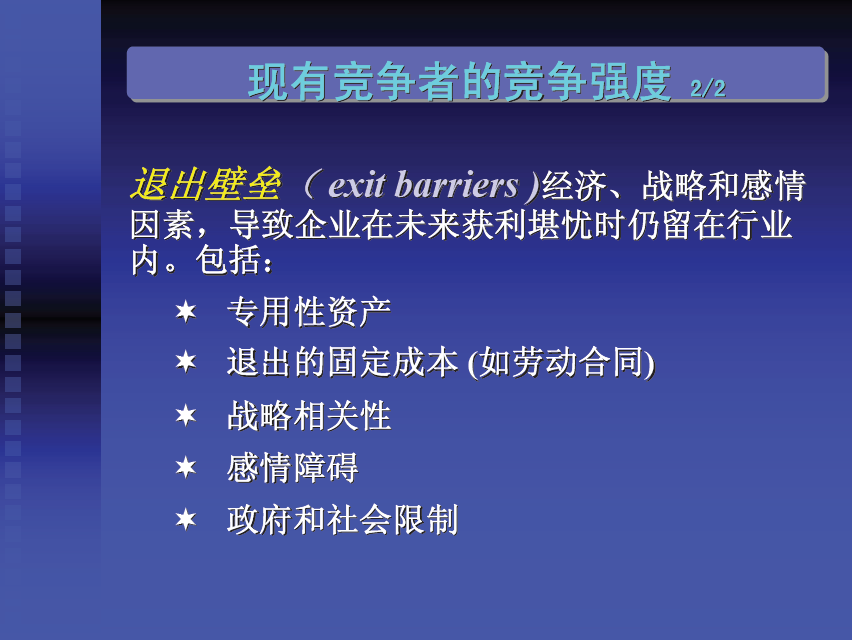 现有竞争者的竞争强度 2/2
退出壁垒（ exit barriers )经济、战略和感情
因素，导致企业在未来获利堪忧时仍留在行业
内。包括：
✶ 专用性资产
✶ 退出的固定成本 (如劳动合同)
✶ 战略相关性
✶ 感情障碍
✶ 政府和社会限制